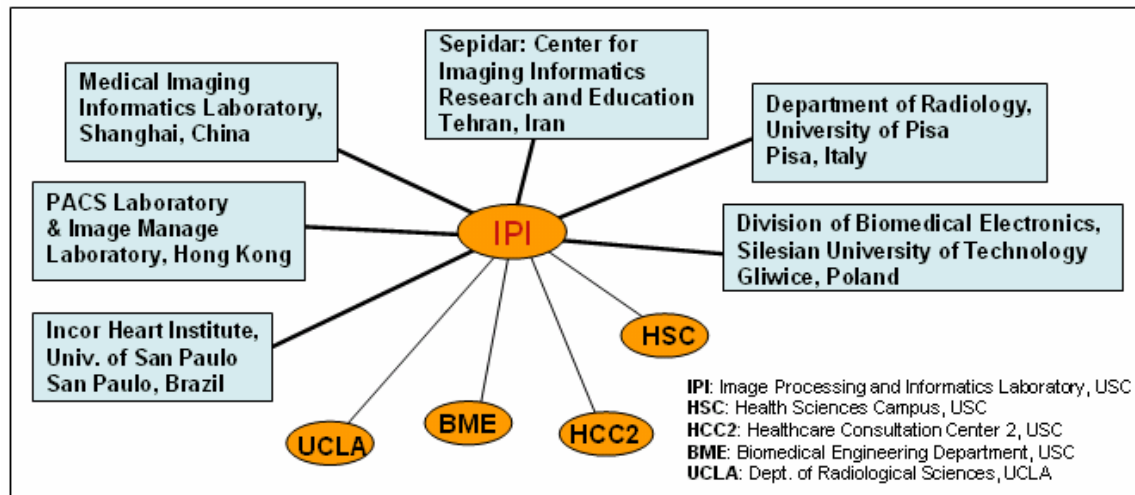 Medical Imaging
Informatics Laboratory,
Shanghai, China
Sepidar: Center for
Imaging Informatics
Research and Education
Tehran, Iran
Department of Radiology,
University of Pisa
Pisa, Italy
PACS Laboratory
& Image Manage
Laboratory, Hong Kong
IPI
Division of Biomedical Electronics,
Silesian University of Technology
Gliwice, Poland
Incor Heart Institute,
Univ. of San Paulo
San Paulo, Brazil
HSC
UCLA
BME
HCC2
IPI: Image Processing and Informatics Laboratory, USC
HSC: Health Sciences Campus, USC
HCC2: Healthcare Consultation Center 2, USC
BME: Biomedical Engineering Department, USC
UCLA: Dept. of Radiological Sciences, UCLA